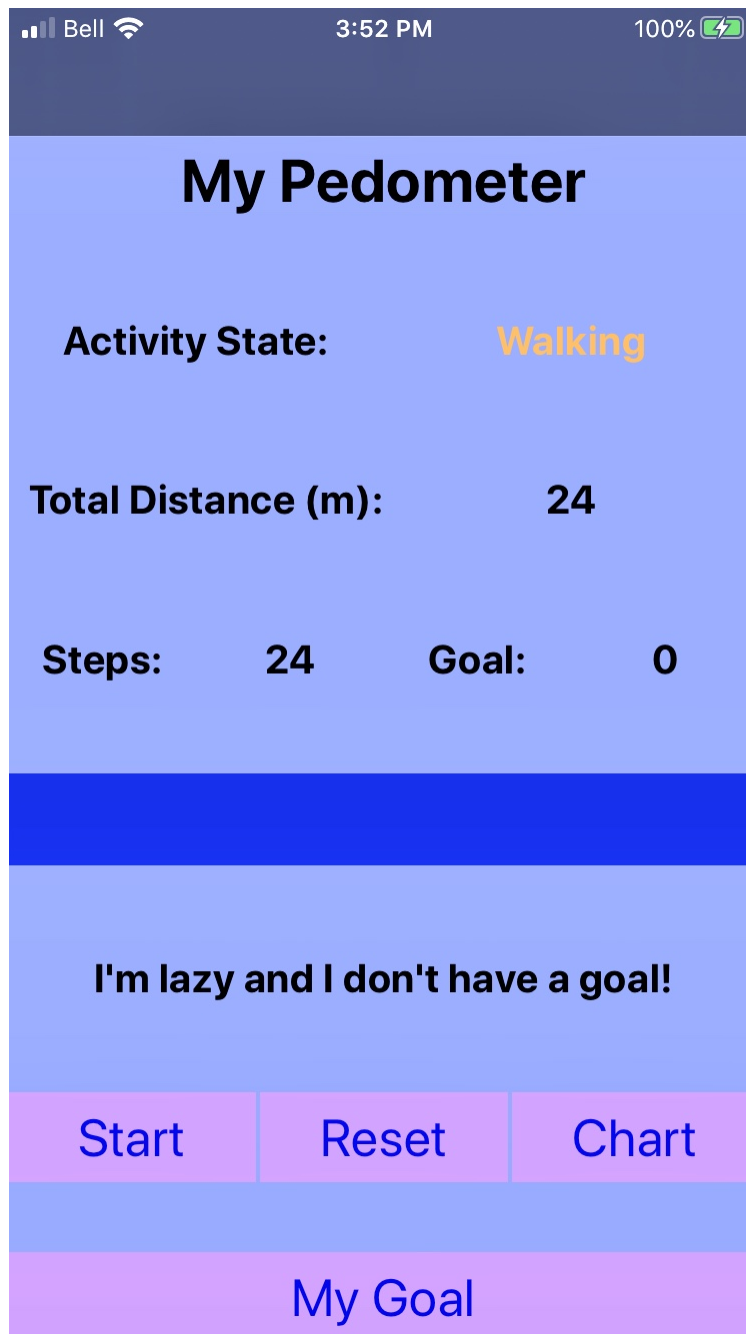 Bell 3:52 PM 100%
My Pedometer
Activity State: Walking
Total Distance (m): 24
Steps: 24 Goal: 0
I'm lazy and I don't have a goal!
Start Reset Chart
My Goal